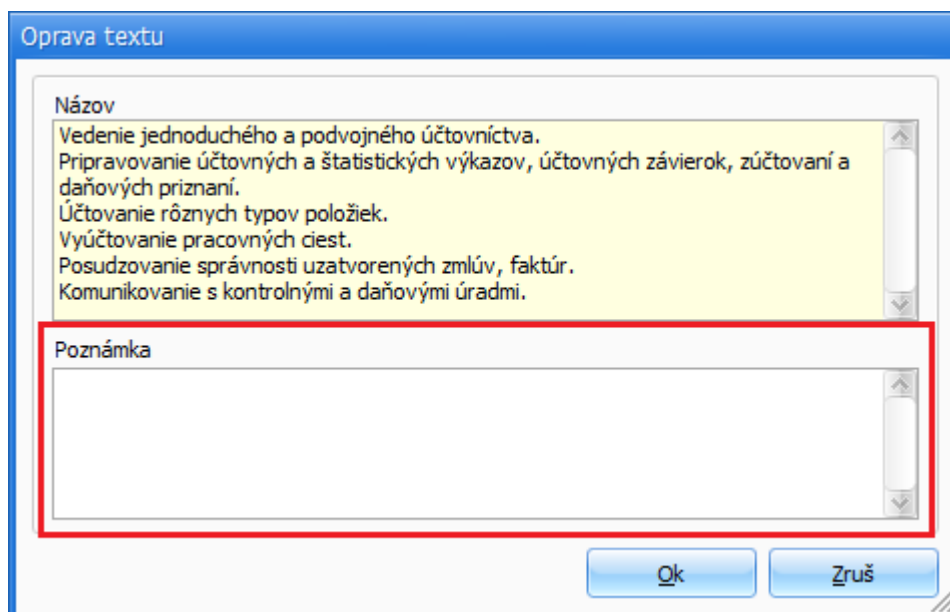 Oprava textu
Názov
Vedenie jednoduchého a podvojného účtovníctva.
Pripravovanie účtovných a štatistických výkazov, účtovných závierok, zúčtovaní a
daňových priznaní.
Účtovanie rôznych typov položiek.
Vyúčtovanie pracovných ciest.
Posudzovanie správnosti uzatvorených zmlúv, faktúr.
Komunikovanie s kontrolnými a daňovými úradmi.
Poznámka
Ok
Zruš